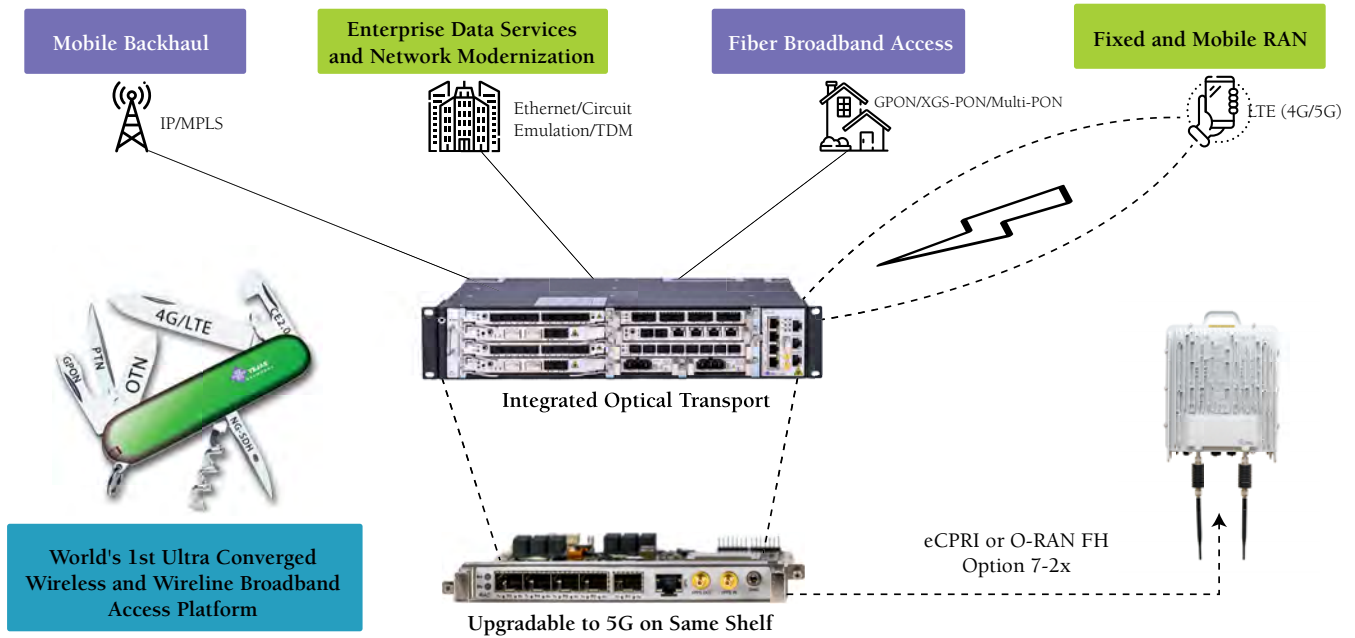 Mobile Backhaul
Enterprise Data Services
and Network Modernization
Fiber Broadband Access
Fixed and Mobile RAN
IP/MPLS
Ethernet/Circuit
Emulation/TDM
GPON/XGS-PON/Multi-PON
LTE (4G/5G)
4G/LTE
CE2.0
GPON
PTN
OTN
TEJAS
NG-SDH
Integrated Optical Transport
World's 1st Ultra Converged
Wireless and Wireline Broadband
Access Platform
eCPRI or O-RAN FH
Option 7-2x
Upgradable to 5G on Same Shelf